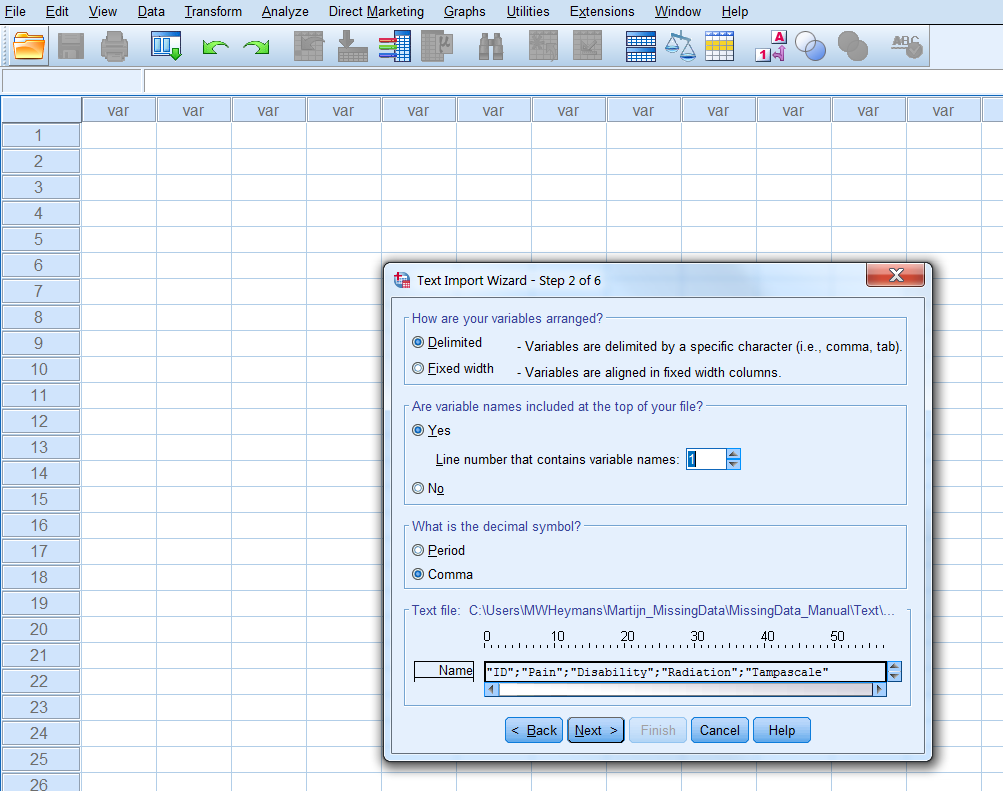 File Edit View Data Transform Analyze Direct Marketing Graphs Utilities Extensions Window Help
A
1
ABC
var var var var var var var var var var var var
1
2
3
4
5
6
7
8
9
10
11
12
13
14
15
16
17
18
19
20
21
22
23
24
25
26
Text Import Wizard - Step 2 of 6
How are your variables arranged?
Delimited - Variables are delimited by a specific character (i.e., comma, tab).
Fixed width - Variables are aligned in fixed width columns.
Are variable names included at the top of your file?
Yes
Line number that contains variable names: 1
No
What is the decimal symbol?
Period
Comma
Text file: C:\Users\MWHeymans\Martijn_MissingData\MissingData_Manual\Text\...
0 10 20 30 40 50
Name "ID";"Pain";"Disability";"Radiation";"Tampascale"
< Back Next > Finish Cancel Help